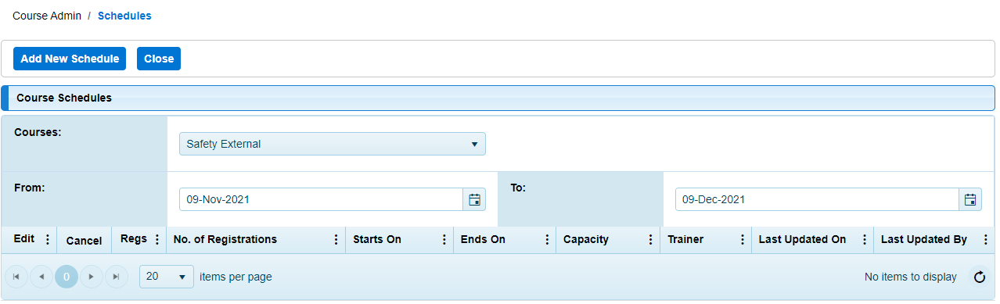 Course Admin / Schedules
Add New Schedule Close
Course Schedules
Courses: Safety External
From: 09-Nov-2021 To: 09-Dec-2021
Edit Cancel Regs No. of Registrations Starts On Ends On Capacity Trainer Last Updated On Last Updated By
0 20 items per page No items to display